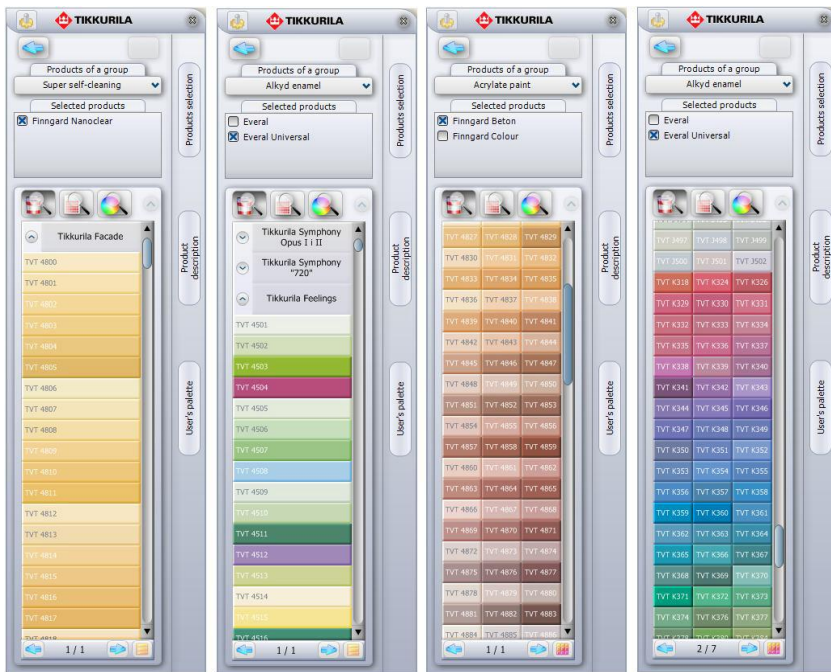 TIKKURILA
Products of a group
Super self-cleaning
Selected products
Finngard Nanoclear
Tikkurila Facade
TVT 4800
TVT 4801
TVT 4802
TVT 4803
TVT 4804
TVT 4805
TVT 4806
TVT 4807
TVT 4808
TVT 4809
TVT 4810
TVT 4811
TVT 4812
TVT 4813
TVT 4814
TVT 4815
TVT 4816
TVT 4817
TVT 4818
1/1
Products selection
Product description
User's palette
TIKKURILA
Products of a group
Alkyd enamel
Selected products
Everal
Everal Universal
Tikkurila Symphony
Opus I i II
Tikkurila Symphony
"720"
Tikkurila Feelings
TVT 4501
TVT 4502
TVT 4503
TVT 4504
TVT 4505
TVT 4506
TVT 4507
TVT 4508
TVT 4509
TVT 4510
TVT 4511
TVT 4512
TVT 4513
TVT 4514
TVT 4515
TVT 4516
1/1
Products selection
Product description
User's palette
TIKKURILA
Products of a group
Acrylate paint
Selected products
Finngard Beton
Finngard Colour
TVT 4827 TVT 4828 TVT 4829
TVT 4830 TVT 4831 TVT 4832
TVT 4833 TVT 4834 TVT 4835
TVT 4836 TVT 4837 TVT 4838
TVT 4839 TVT 4840 TVT 4841
TVT 4842 TVT 4843 TVT 4844
TVT 4845 TVT 4846 TVT 4847
TVT 4848 TVT 4849 TVT 4850
TVT 4851 TVT 4852 TVT 4853
TVT 4854 TVT 4855 TVT 4856
TVT 4857 TVT 4858 TVT 4859
TVT 4860 TVT 4861 TVT 4862
TVT 4863 TVT 4864 TVT 4865
TVT 4866 TVT 4867 TVT 4868
TVT 4869 TVT 4870 TVT 4871
TVT 4872 TVT 4873 TVT 4874
TVT 4875 TVT 4876 TVT 4877
TVT 4878 TVT 4879 TVT 4880
TVT 4881 TVT 4882 TVT 4883
TVT 4884 TVT 4885 TVT 4886
1/1
Products selection
Product description
User's palette
TIKKURILA
Products of a group
Alkyd enamel
Selected products
Everal
Everal Universal
TVT J497 TVT J498 TVT J499
TVT J500 TVT J501 TVT J502
TVT K318 TVT K324 TVT K326
TVT K329 TVT K330 TVT K331
TVT K332 TVT K333 TVT K334
TVT K335 TVT K336 TVT K337
TVT K338 TVT K339 TVT K340
TVT K341 TVT K342 TVT K343
TVT K344 TVT K345 TVT K346
TVT K347 TVT K348 TVT K349
TVT K350 TVT K351 TVT K352
TVT K353 TVT K354 TVT K355
TVT K356 TVT K357 TVT K358
TVT K359 TVT K360 TVT K361
TVT K362 TVT K363 TVT K364
TVT K365 TVT K366 TVT K367
TVT K368 TVT K369 TVT K370
TVT K371 TVT K372 TVT K373
TVT K374 TVT K376 TVT K377
TVT K379 TVT K380 TVT K384
2/7
Products selection
Product description
User's palette